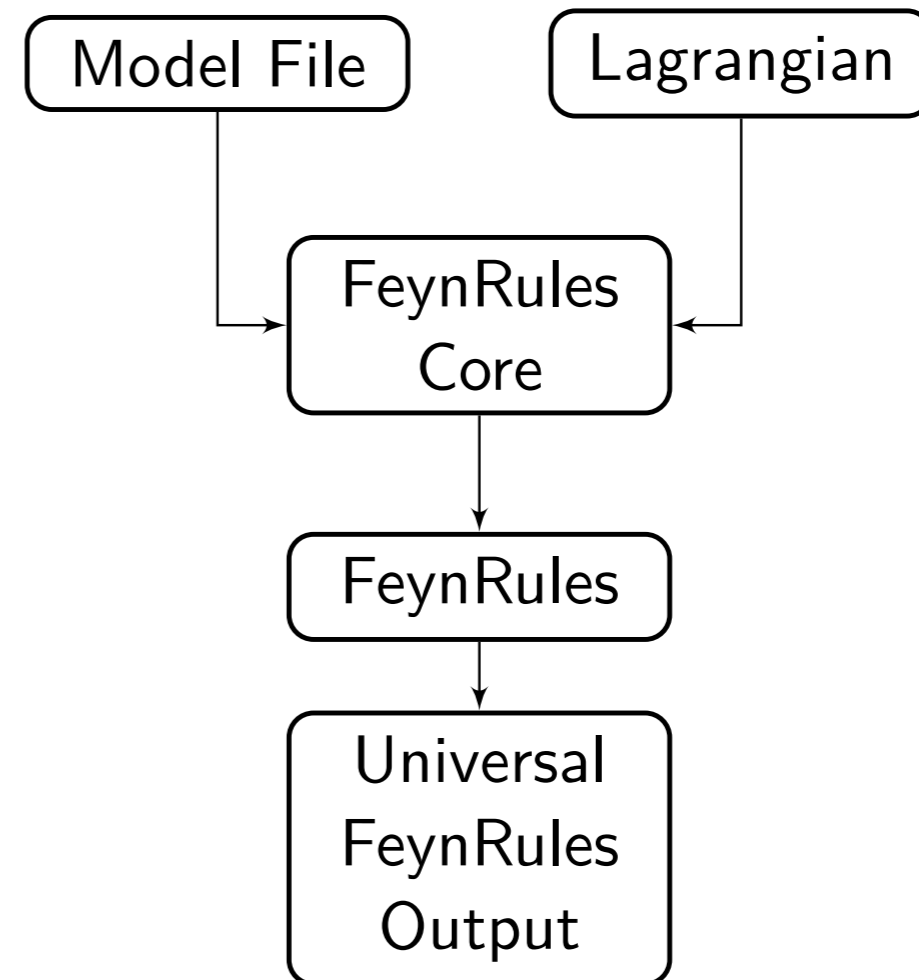 Model File
Lagrangian
FeynRules
Core
FeynRules
Universal
FeynRules
Output